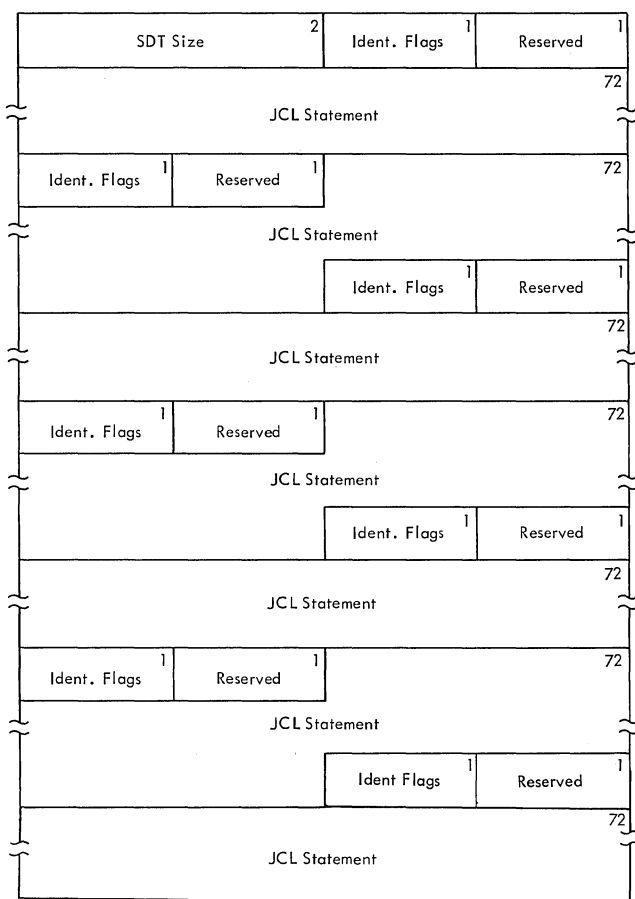 SDT Size 2 Ident. Flags 1 Reserved 1
72
JCL Statement
Ident. Flags 1 Reserved 1 72
JCL Statement
Ident. Flags 1 Reserved 1
72
JCL Statement
Ident. Flags 1 Reserved 1 72
JCL Statement
Ident. Flags 1 Reserved 1
72
JCL Statement
Ident. Flags 1 Reserved 1 72
JCL Statement
Ident Flags 1 Reserved 1
72
JCL Statement